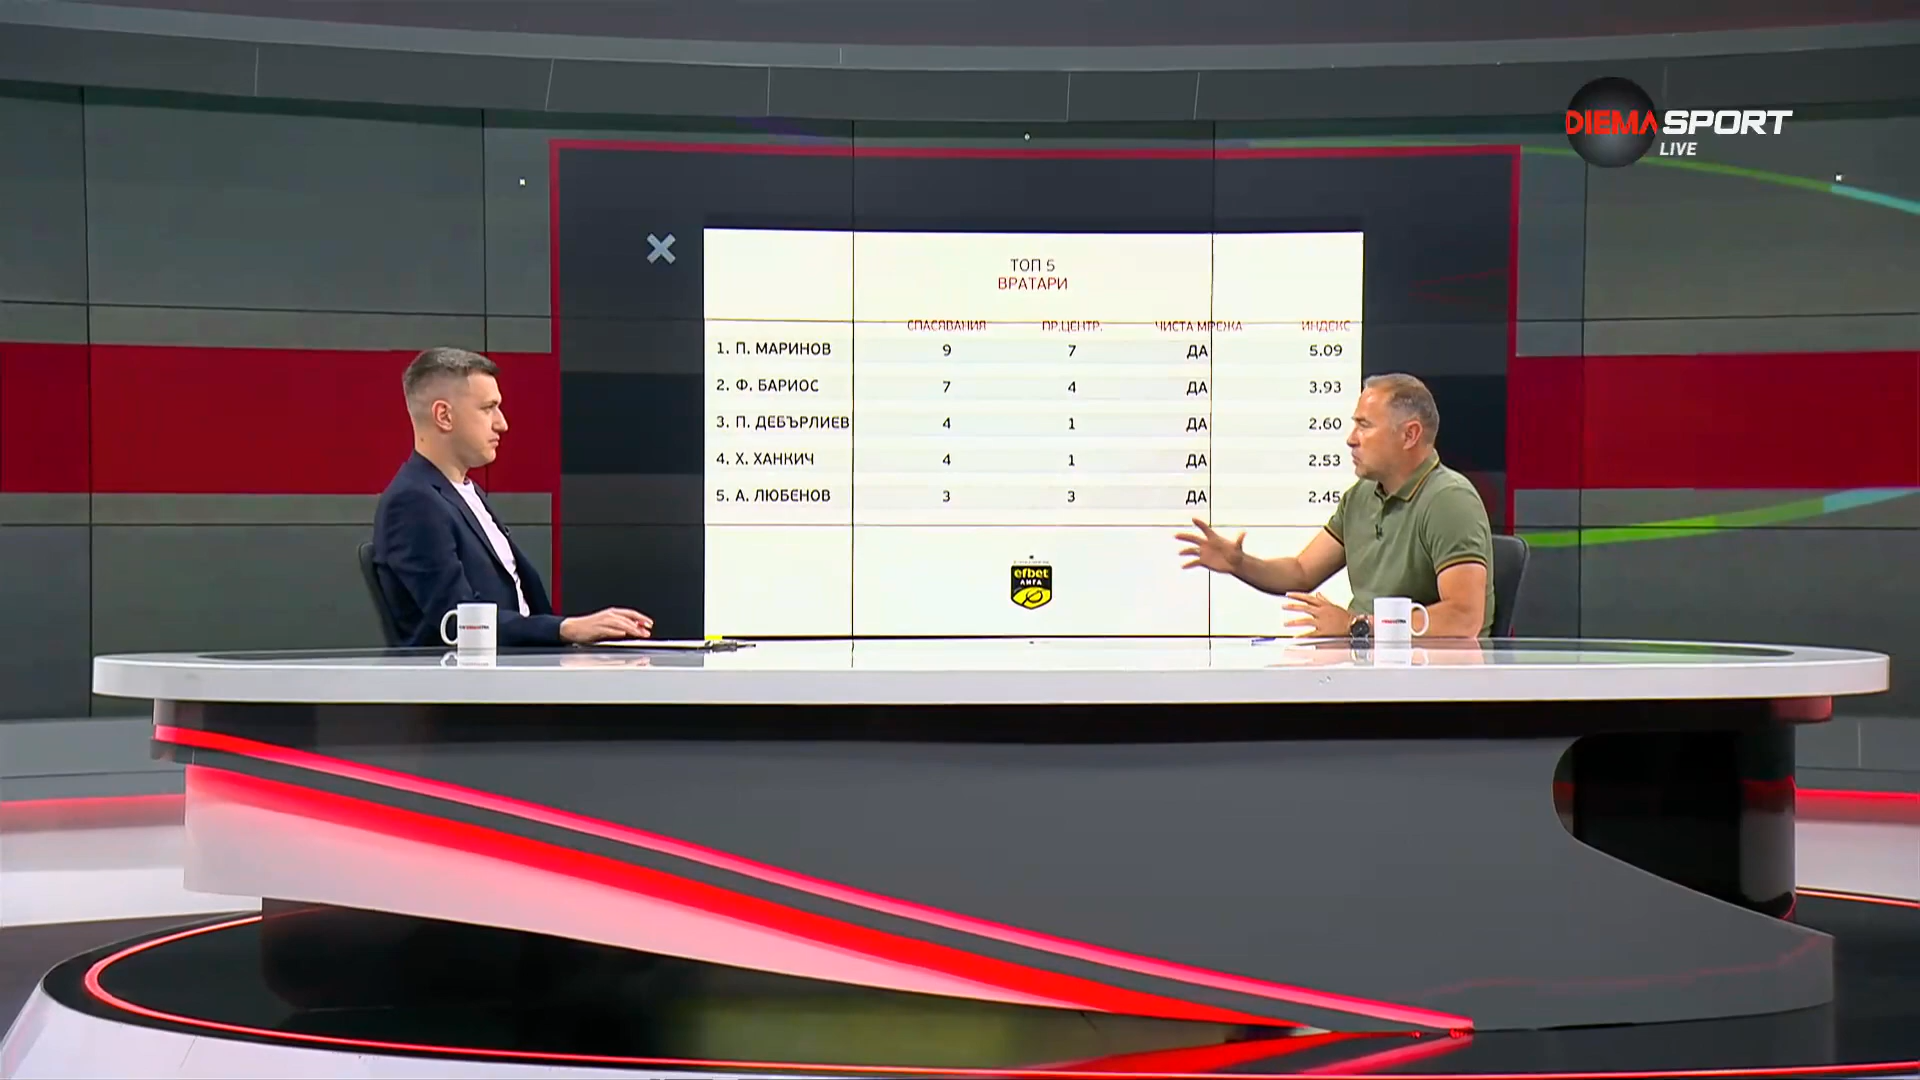 DIEMA SPORT
LIVE
ТОП 5
ВРАТАРИ
СПАСЯВАНИЯ ПР.ЦЕНТР. ЧИСТА МРЕЖА ИНДЕКС
1. П. МАРИНОВ 9 7 ДА 5.09
2. Ф. БАРИОС 7 4 ДА 3.93
3. П. ДЕБЪРЛИЕВ 4 1 ДА 2.60
4. Х. ХАНКИЧ 4 1 ДА 2.53
5. А. ЛЮБЕНОВ 3 3 ДА 2.45
efbet
ЛИГА